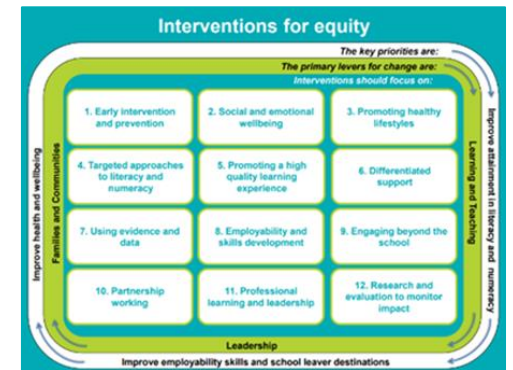 Interventions for equity
The key priorities are:
The primary levers for change are:
Interventions should focus on:
1. Early intervention
and prevention
2. Social and emotional
wellbeing
3. Promoting healthy
lifestyles
4. Targeted approaches
to literacy and
numeracy
5. Promoting a high
quality learning
experience
6. Differentiated
support
7. Using evidence and
data
8. Employability and
skills development
9. Engaging beyond the
school
10. Partnership
working
11. Professional
learning and leadership
12. Research and
evaluation to monitor
impact
Improve health and wellbeing
Families and Communities
Learning and Teaching
Improve attainment in literacy and numeracy
Leadership
Improve employability skills and school leaver destinations